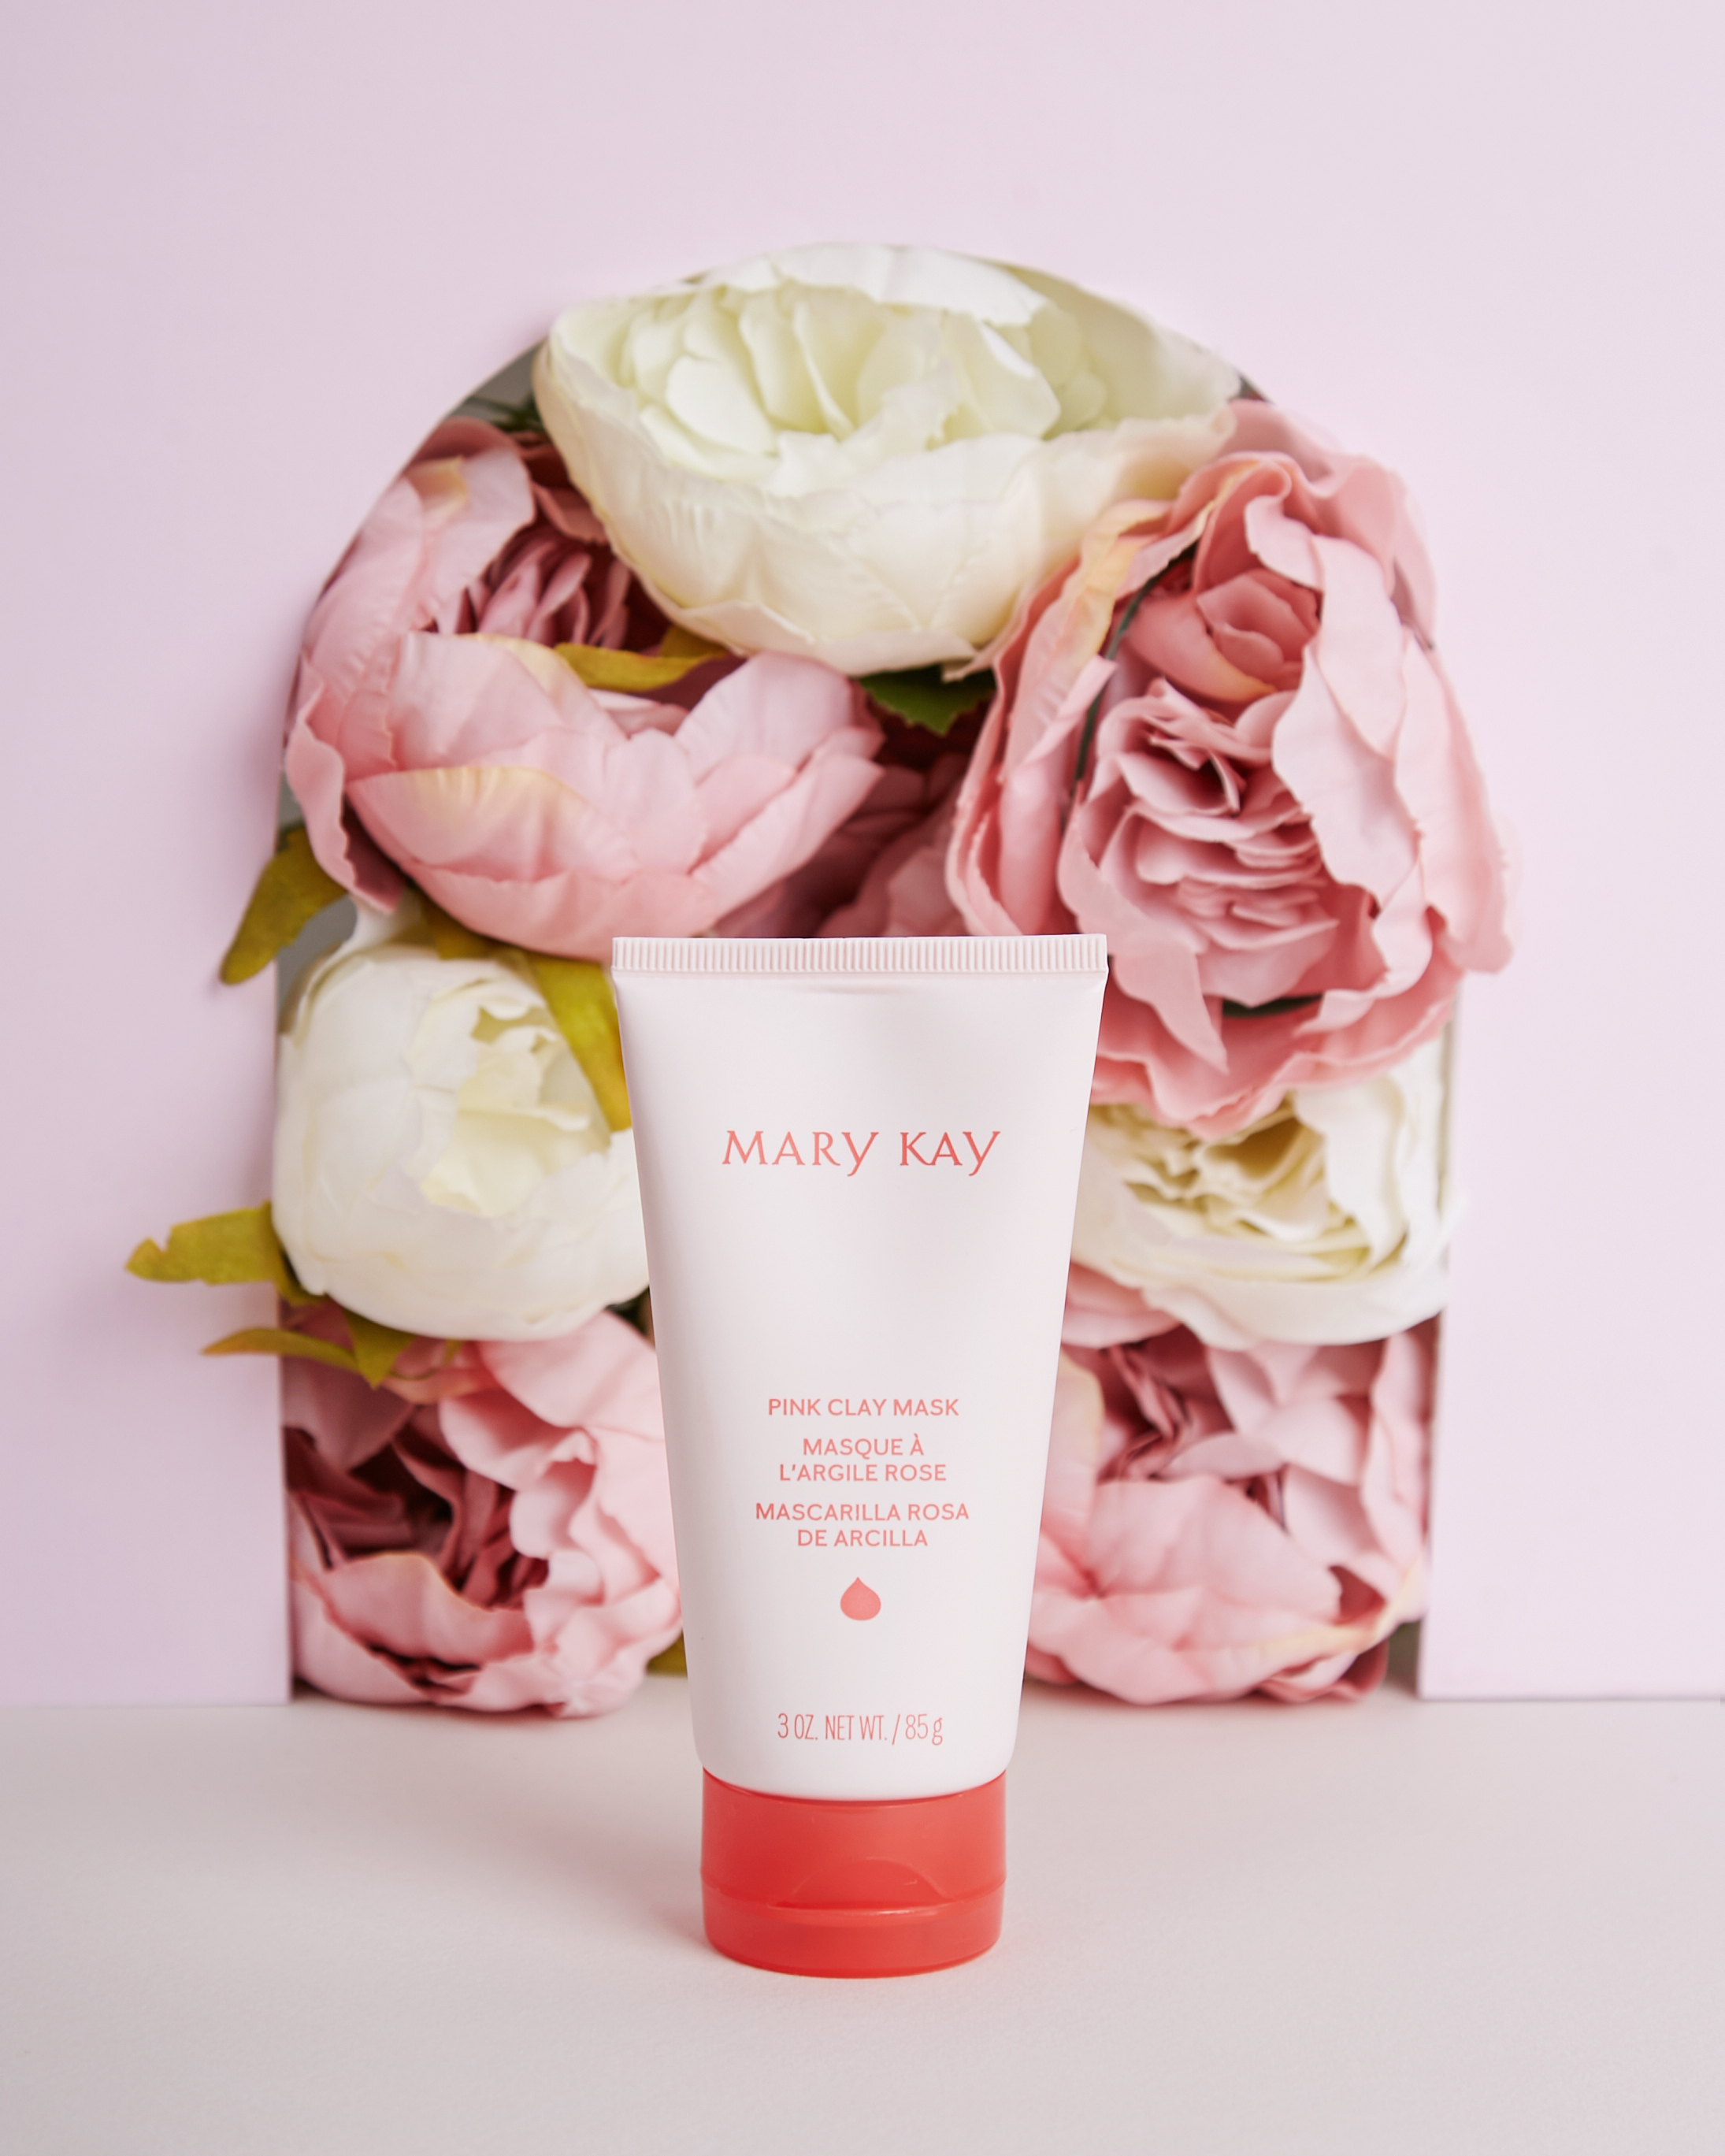 MARY KAY
PINK CLAY MASK
MASQUE À
L'ARGILE ROSE
MASCARILLA ROSA
DE ARCILLA
3 OZ. NET WT. / 85 g